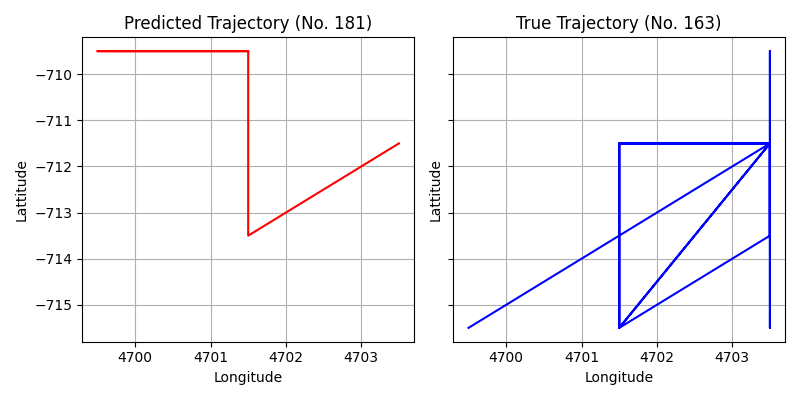 Predicted Trajectory (No. 181)
True Trajectory (No. 163)
−710
−711
−712
−713
−714
−715
Lattitude
Lattitude
4700 4701 4702 4703
4700 4701 4702 4703
Longitude
Longitude